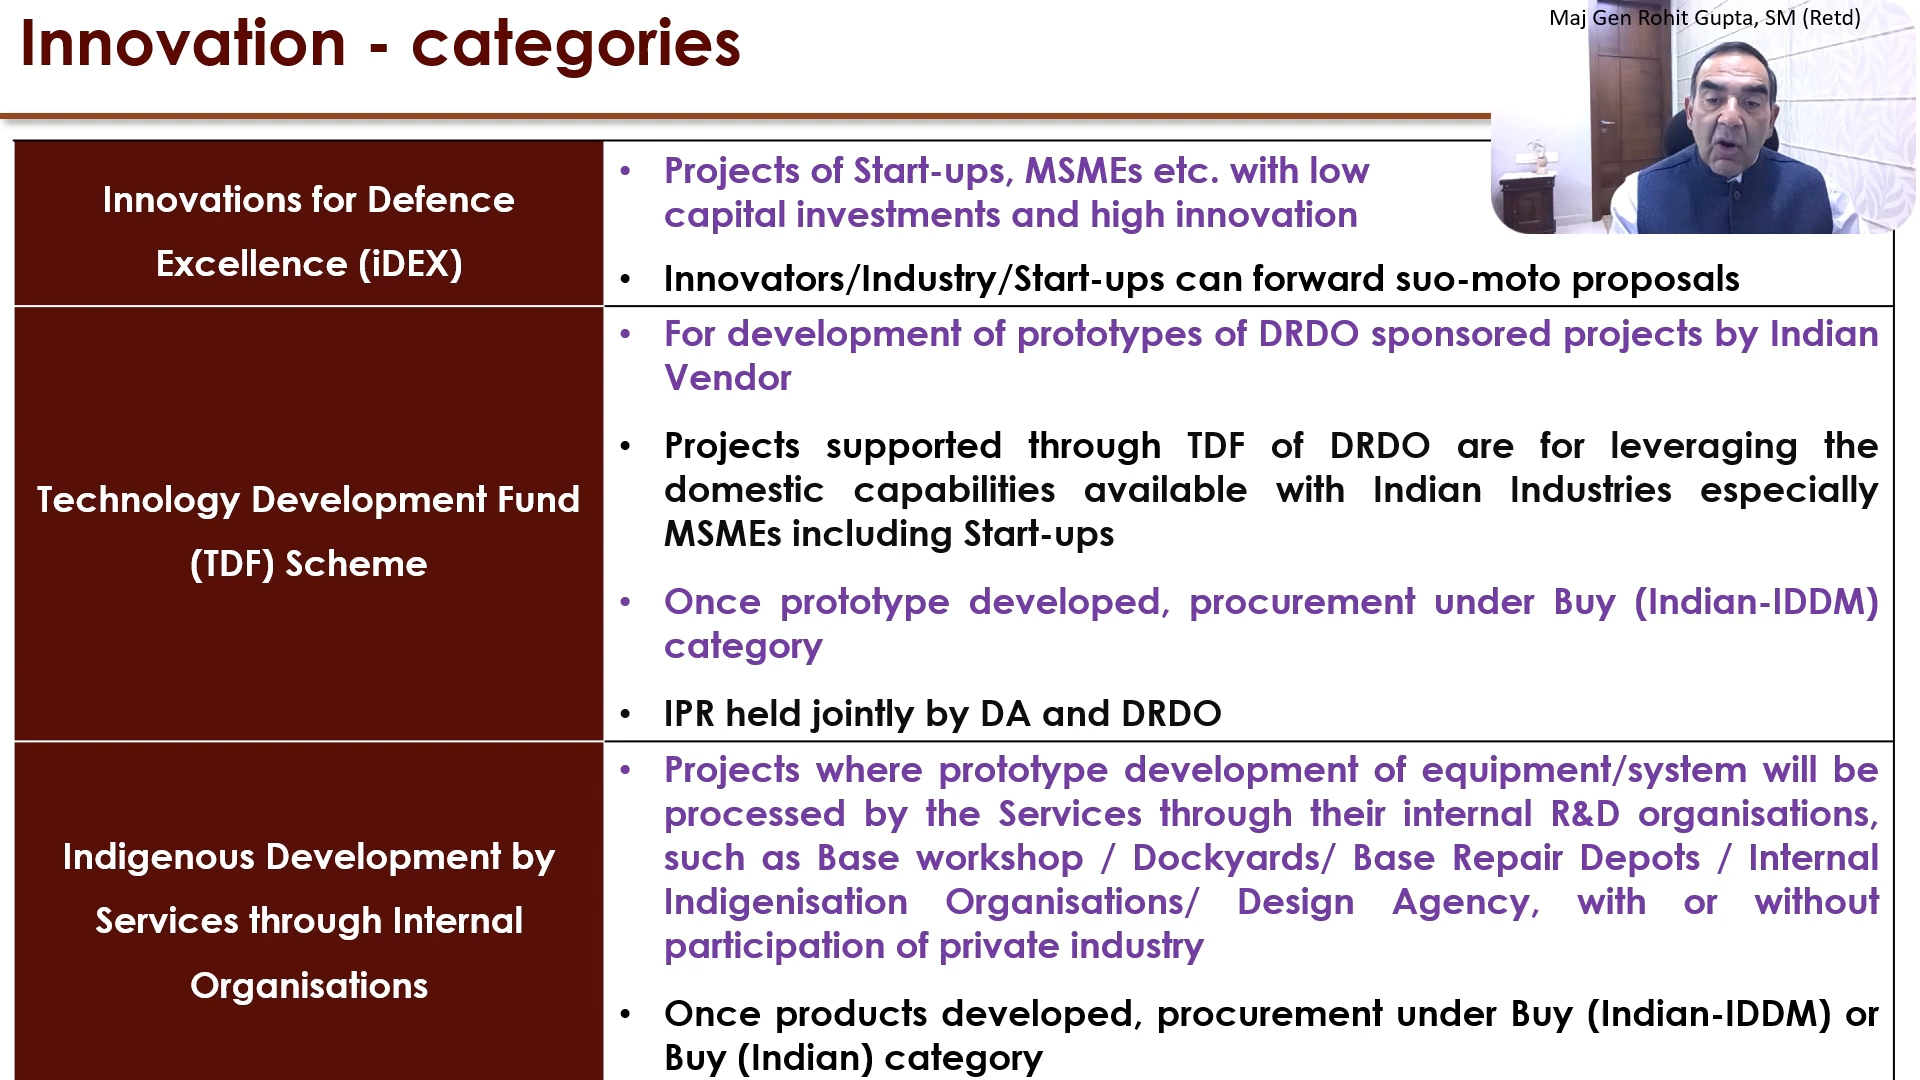 Innovation - categories
Maj Gen Rohit Gupta, SM (Retd)
Innovations for Defence
Excellence (iDEX)
• Projects of Start-ups, MSMEs etc. with low
capital investments and high innovation
• Innovators/Industry/Start-ups can forward suo-moto proposals
Technology Development Fund
(TDF) Scheme
• For development of prototypes of DRDO sponsored projects by Indian
Vendor
• Projects supported through TDF of DRDO are for leveraging the
domestic capabilities available with Indian Industries especially
MSMEs including Start-ups
• Once prototype developed, procurement under Buy (Indian-IDDM)
category
• IPR held jointly by DA and DRDO
Indigenous Development by
Services through Internal
Organisations
• Projects where prototype development of equipment/system will be
processed by the Services through their internal R&D organisations,
such as Base workshop / Dockyards/ Base Repair Depots / Internal
Indigenisation Organisations/ Design Agency, with or without
participation of private industry
• Once products developed, procurement under Buy (Indian-IDDM) or
Buy (Indian) category